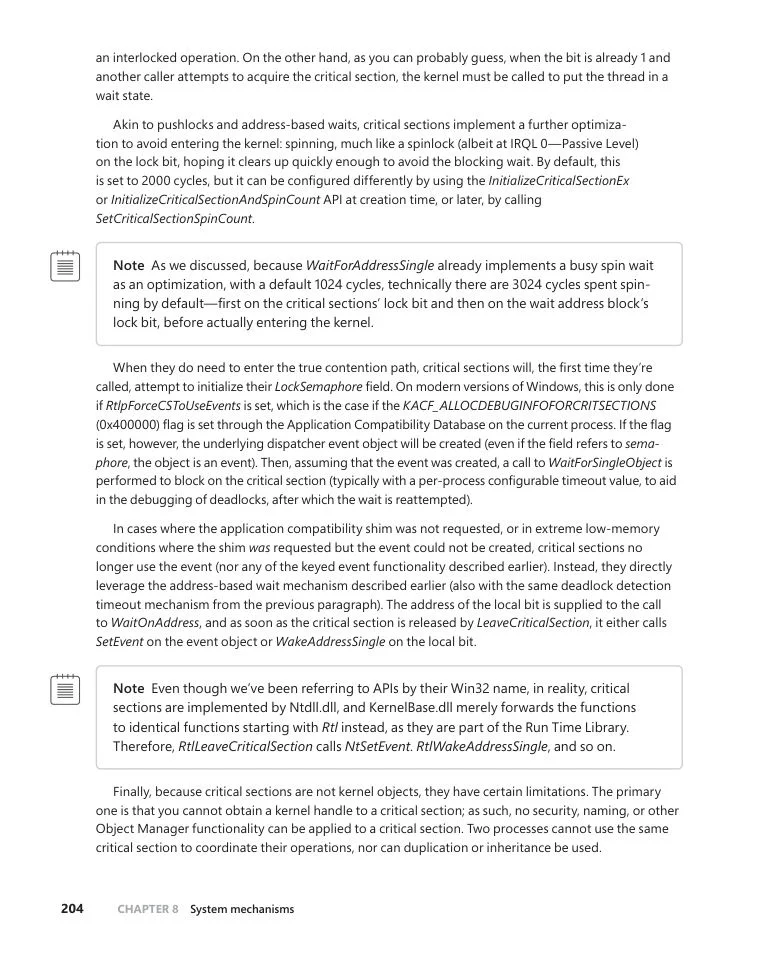 an interlocked operation. On the other hand, as you can probably guess, when the bit is already 1 and
another caller attempts to acquire the critical section, the kernel must be called to put the thread in a
wait state.
Akin to pushlocks and address-based waits, critical sections implement a further optimiza-
tion to avoid entering the kernel: spinning, much like a spinlock (albeit at IRQL 0—Passive Level)
on the lock bit, hoping it clears up quickly enough to avoid the blocking wait. By default, this
is set to 2000 cycles, but it can be configured differently by using the InitializeCriticalSectionEx
or InitializeCriticalSectionAndSpinCount API at creation time, or later, by calling
SetCriticalSectionSpinCount.
Note As we discussed, because WaitForAddressSingle already implements a busy spin wait
as an optimization, with a default 1024 cycles, technically there are 3024 cycles spent spin-
ning by default—first on the critical sections' lock bit and then on the wait address block's
lock bit, before actually entering the kernel.
When they do need to enter the true contention path, critical sections will, the first time they're
called, attempt to initialize their LockSemaphore field. On modern versions of Windows, this is only done
if RtlpForceCSToUseEvents is set, which is the case if the KACF_ALLOCDEBUGINFOFORCRITSECTIONS
(0x400000) flag is set through the Application Compatibility Database on the current process. If the flag
is set, however, the underlying dispatcher event object will be created (even if the field refers to sema-
phore, the object is an event). Then, assuming that the event was created, a call to WaitForSingleObject is
performed to block on the critical section (typically with a per-process configurable timeout value, to aid
in the debugging of deadlocks, after which the wait is reattempted).
In cases where the application compatibility shim was not requested, or in extreme low-memory
conditions where the shim was requested but the event could not be created, critical sections no
longer use the event (nor any of the keyed event functionality described earlier). Instead, they directly
leverage the address-based wait mechanism described earlier (also with the same deadlock detection
timeout mechanism from the previous paragraph). The address of the local bit is supplied to the call
to WaitOnAddress, and as soon as the critical section is released by LeaveCriticalSection, it either calls
SetEvent on the event object or WakeAddressSingle on the local bit.
Note Even though we've been referring to APIs by their Win32 name, in reality, critical
sections are implemented by Ntdll.dll, and KernelBase.dll merely forwards the functions
to identical functions starting with Rtl instead, as they are part of the Run Time Library.
Therefore, RtlLeaveCriticalSection calls NtSetEvent. RtlWakeAddressSingle, and so on.
Finally, because critical sections are not kernel objects, they have certain limitations. The primary
one is that you cannot obtain a kernel handle to a critical section; as such, no security, naming, or other
Object Manager functionality can be applied to a critical section. Two processes cannot use the same
critical section to coordinate their operations, nor can duplication or inheritance be used.
204 CHAPTER 8 System mechanisms